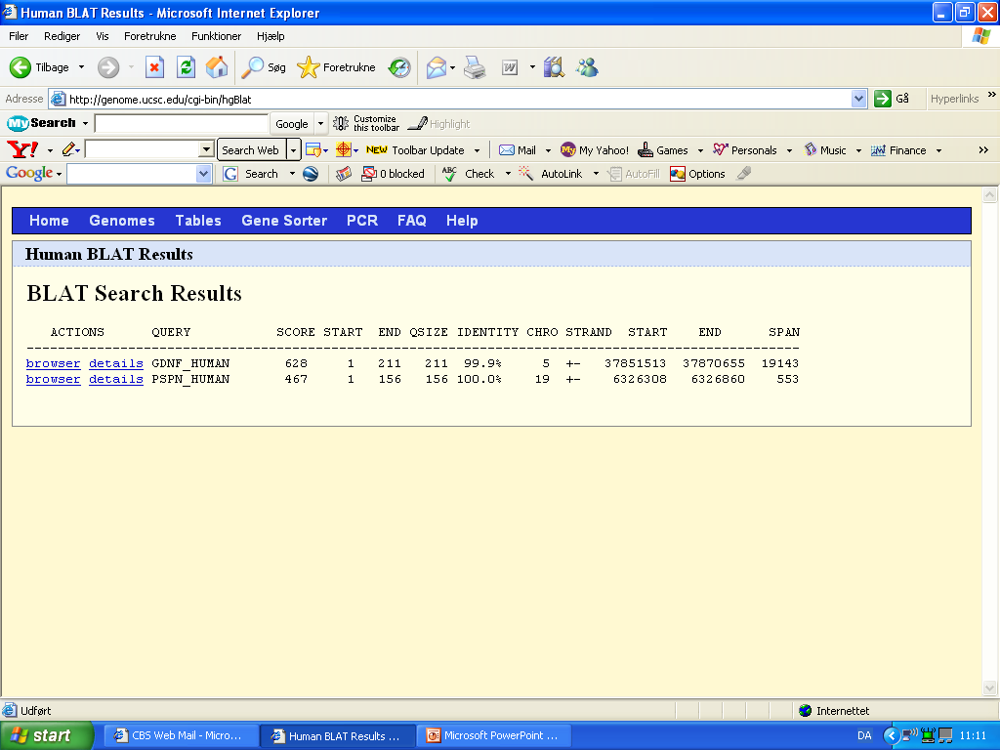 Human BLAT Results - Microsoft Internet Explorer
Filer Rediger Vis Foretrukne Funktioner Hjælp
Tilbage Søg Foretrukne W
Adresse http://genome.ucsc.edu/cgi-bin/hgBlat Gå Hyperlinks »
My Search Google Customize this toolbar Highlight
Y! Search Web NEW Toolbar Update Mail My Yahoo! Games Personals Music Finance »
Google G Search 0 blocked ABC Check AutoLink AutoFill Options
Home Genomes Tables Gene Sorter PCR FAQ Help
Human BLAT Results
BLAT Search Results
ACTIONS QUERY SCORE START END QSIZE IDENTITY CHRO STRAND START END SPAN
---------------------------------------------------------------------------------------------------
browser details GDNF_HUMAN 628 1 211 211 99.9% 5 +- 37851513 37870655 19143
browser details PSPN_HUMAN 467 1 156 156 100.0% 19 +- 6326308 6326860 553
Udført Internettet
start CBS Web Mail - Micro... Human BLAT Results ... Microsoft PowerPoint ... DA 11:11